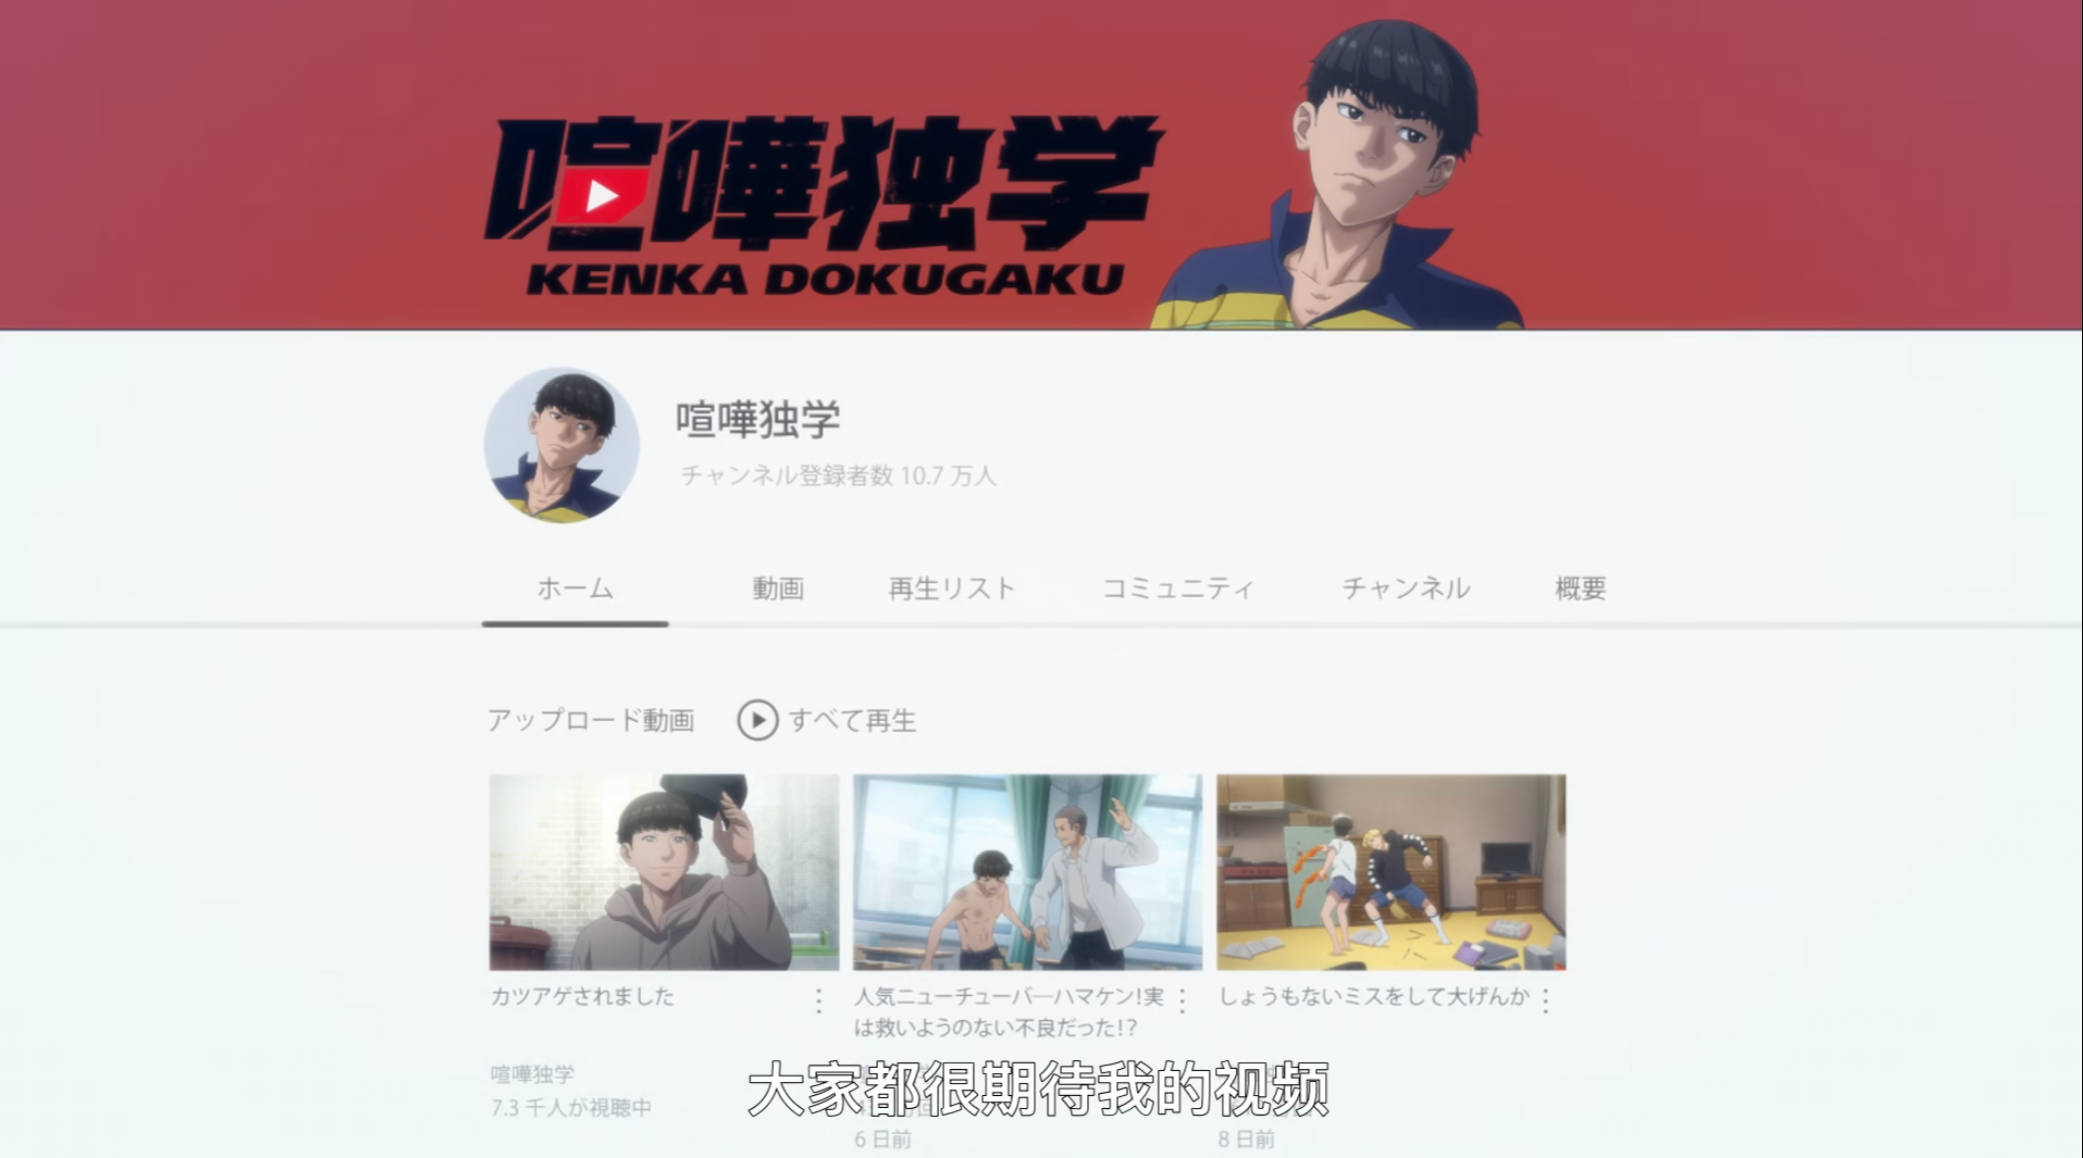 喧嘩独学
KENKA DOKUGAKU
喧嘩独学
チャンネル登録者数 10.7 万人
ホーム 動画 再生リスト コミュニティ チャンネル 概要
アップロード動画 すべて再生
カツアゲされました
人気ニューチューバ―ハマケン!実
は救いようのない不良だった!?
しょうもないミスをして大げんか
喧嘩独学
7.3 千人が視聴中
大家都很期待我的视频
6 日前
8 日前